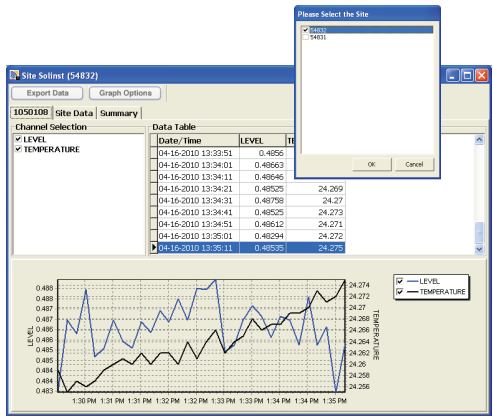 Please Select the Site
54832
54831
OK Cancel
Site Solinst (54832)
Export Data Graph Options
1050108 Site Data Summary
Channel Selection
LEVEL
TEMPERATURE
Data Table
Date/Time LEVEL TE
04-16-2010 13:33:51 0.4856
04-16-2010 13:34:01 0.48663
04-16-2010 13:34:11 0.48646
04-16-2010 13:34:21 0.48525 24.269
04-16-2010 13:34:31 0.48758 24.27
04-16-2010 13:34:41 0.48525 24.273
04-16-2010 13:34:51 0.48612 24.271
04-16-2010 13:35:01 0.48294 24.272
04-16-2010 13:35:11 0.48535 24.275
LEVEL
0.488
0.488
0.487
0.487
0.486
0.486
0.485
0.485
0.484
0.484
0.483
1:30 PM 1:31 PM 1:31 PM 1:32 PM 1:32 PM 1:32 PM 1:33 PM 1:33 PM 1:34 PM 1:34 PM 1:35 PM
24.274
24.272
24.27
24.268
24.266
24.264
24.262
24.26
24.258
24.256
TEMPERATURE
LEVEL
TEMPERATURE